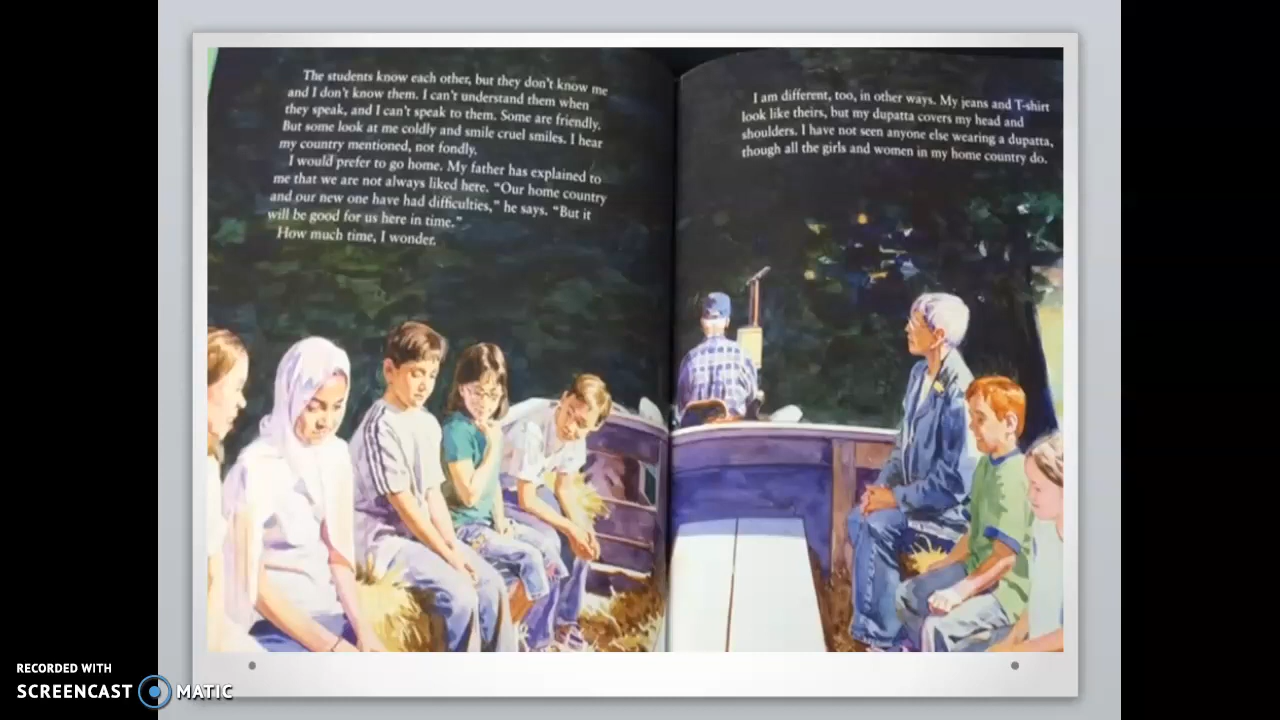 The students know each other, but they don't know me
and I don't know them. I can't understand them when
they speak, and I can't speak to them. Some are friendly.
But some look at me coldly and smile cruel smiles. I hear
my country mentioned, not fondly.
I would prefer to go home. My father has explained to
me that we are not always liked here. "Our home country
and our new one have had difficulties," he says. "But it
will be good for us here in time."
How much time, I wonder.
I am different, too, in other ways. My jeans and T-shirt
look like theirs, but my dupatta covers my head and
shoulders. I have not seen anyone else wearing a dupatta,
though all the girls and women in my home country do.
RECORDED WITH
SCREENCAST MATIC